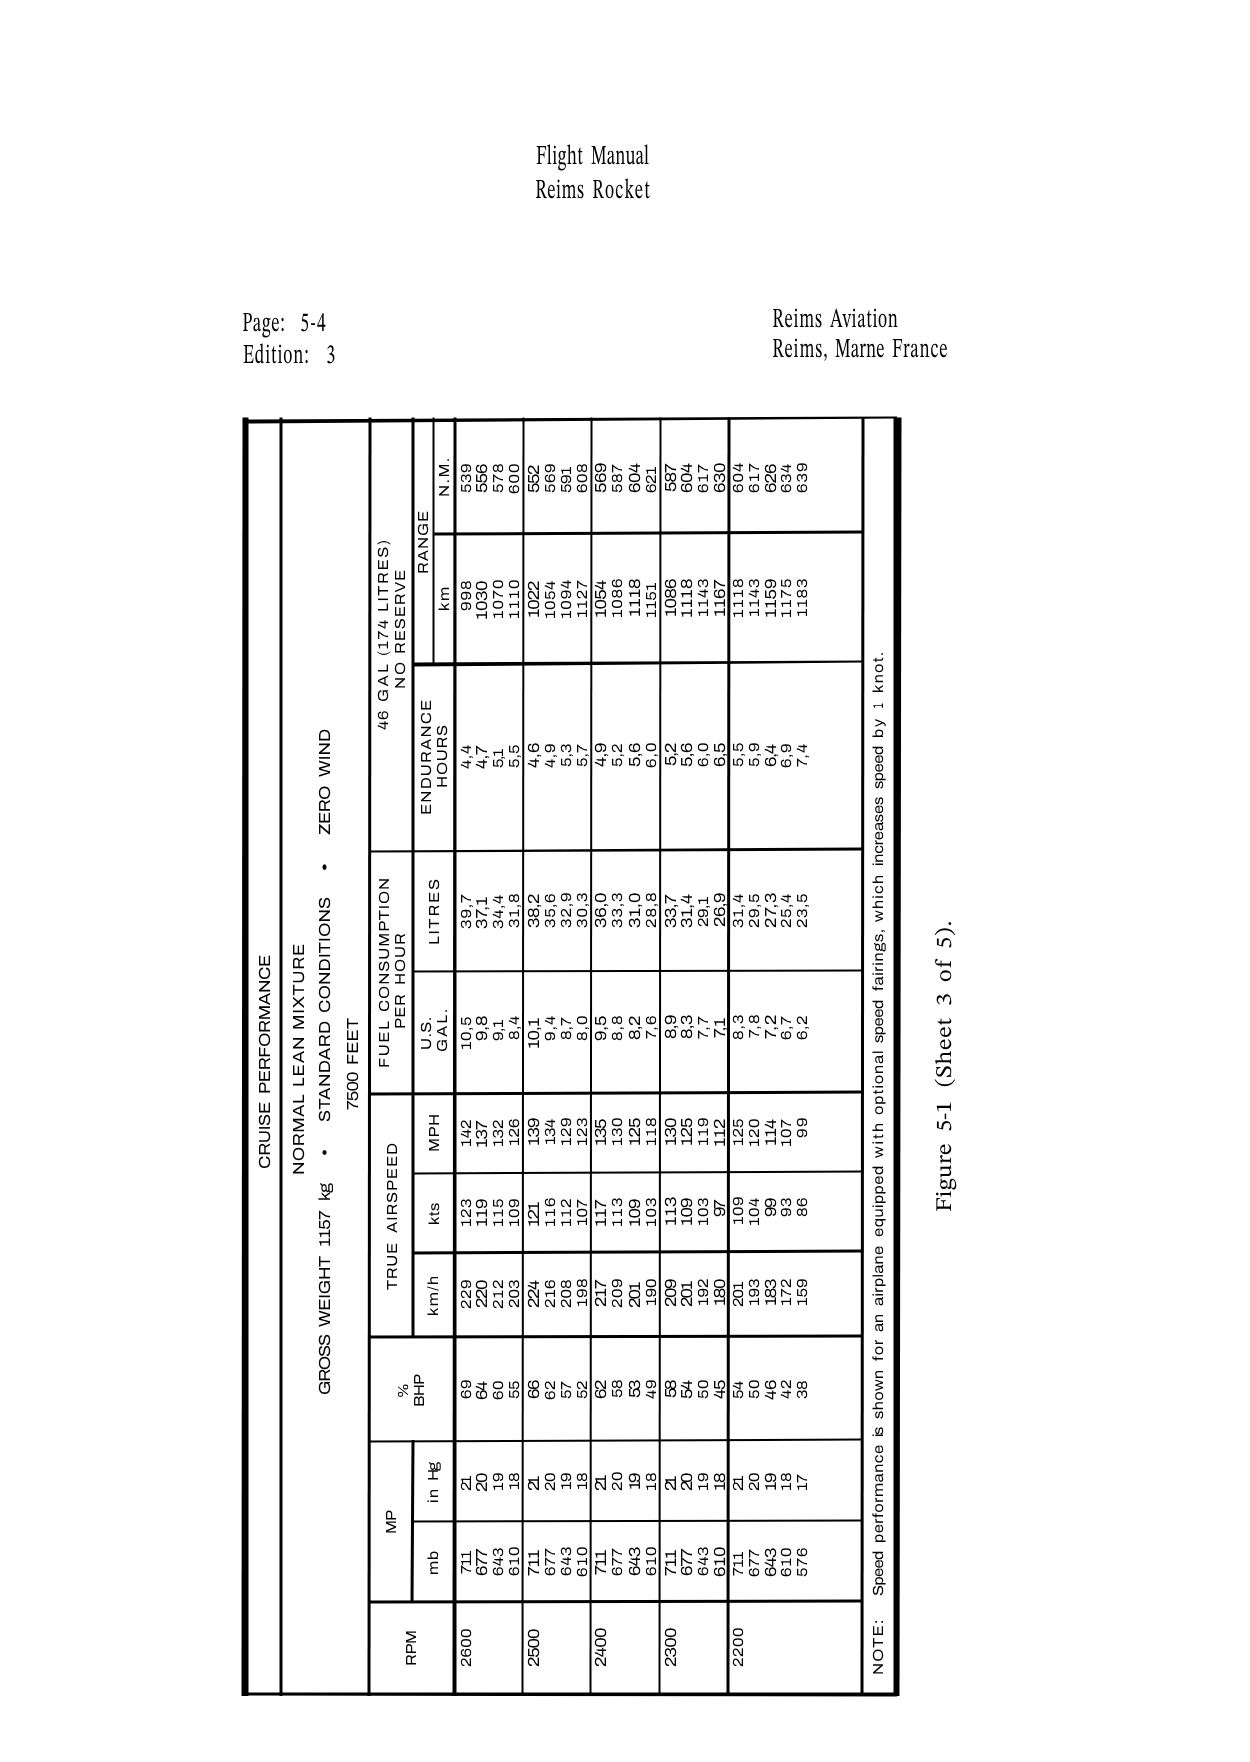 Flight Manual
Reims Rocket
Page: 5-4
Edition: 3
Reims Aviation
Reims, Marne France
CRUISE PERFORMANCE
NORMAL LEAN MIXTURE
GROSS WEIGHT 1157 kg • STANDARD CONDITIONS • ZERO WIND
7500 FEET
RPM MP % BHP TRUE AIRSPEED FUEL CONSUMPTION PER HOUR 46 GAL (174 LITRES) NO RESERVE
mb in Hg km/h kts MPH U.S. GAL. LITRES ENDURANCE HOURS RANGE
km N.M.
2600 711 21 69 229 123 142 10,5 39,7 4,4 998 539
677 20 64 220 119 137 9,8 37,1 4,7 1030 556
643 19 60 212 115 132 9,1 34,4 5,1 1070 578
610 18 55 203 109 126 8,4 31,8 5,5 1110 600
2500 711 21 66 224 121 139 10,1 38,2 4,6 1022 552
677 20 62 216 116 134 9,4 35,6 4,9 1054 569
643 19 57 208 112 129 8,7 32,9 5,3 1094 591
610 18 52 198 107 123 8,0 30,3 5,7 1127 608
2400 711 21 62 217 117 135 9,5 36,0 4,9 1054 569
677 20 58 209 113 130 8,8 33,3 5,2 1086 587
643 19 53 201 109 125 8,2 31,0 5,6 1118 604
610 18 49 190 103 118 7,6 28,8 6,0 1151 621
2300 711 21 58 209 113 130 8,9 33,7 5,2 1086 587
677 20 54 201 109 125 8,3 31,4 5,6 1118 604
643 19 50 192 103 119 7,7 29,1 6,0 1143 617
610 18 45 180 97 112 7,1 26,9 6,5 1167 630
2200 711 21 54 201 109 125 8,3 31,4 5,5 1118 604
677 20 50 193 104 120 7,8 29,5 5,9 1143 617
643 19 46 183 99 114 7,2 27,3 6,4 1159 626
610 18 42 172 93 107 6,7 25,4 6,9 1175 634
576 17 38 159 86 99 6,2 23,5 7,4 1183 639
NOTE: Speed performance is shown for an airplane equipped with optional speed fairings, which increases speed by 1 knot.
Figure 5-1 (Sheet 3 of 5).